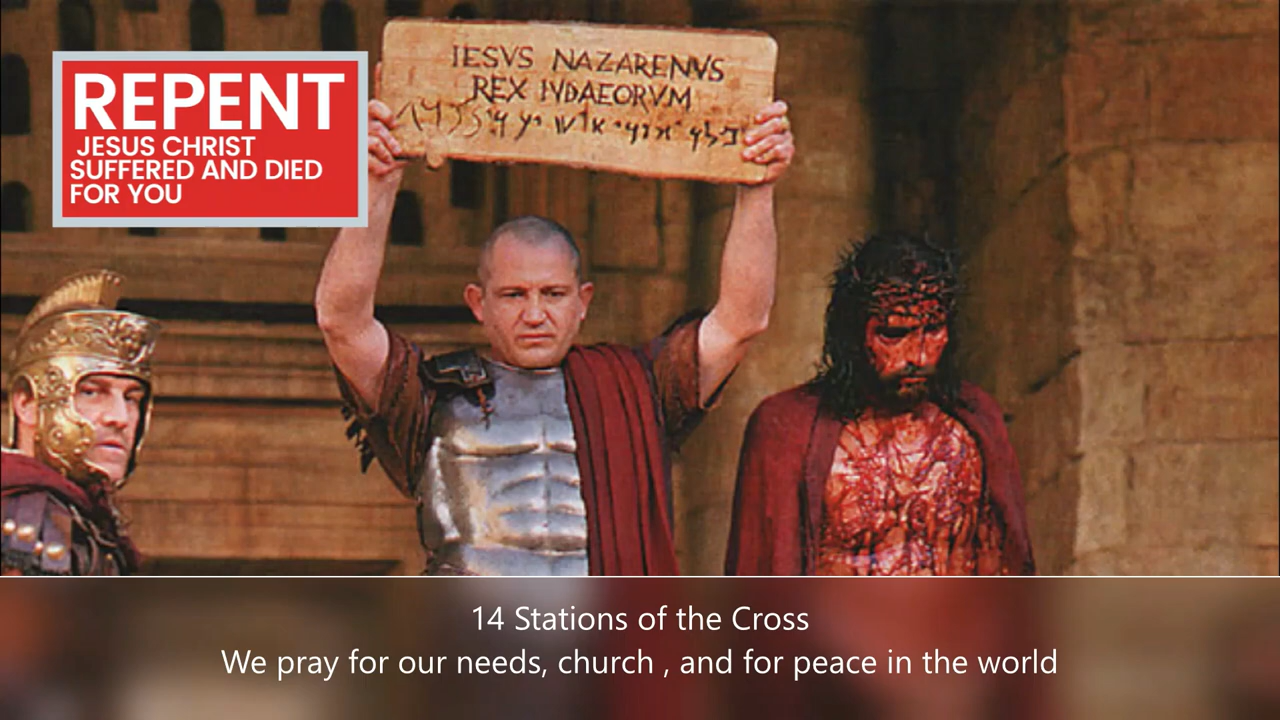 REPENT
JESUS CHRIST
SUFFERED AND DIED
FOR YOU
IESVS NAZARENVS
REX IVDAEORVM
14 Stations of the Cross
We pray for our needs, church , and for peace in the world